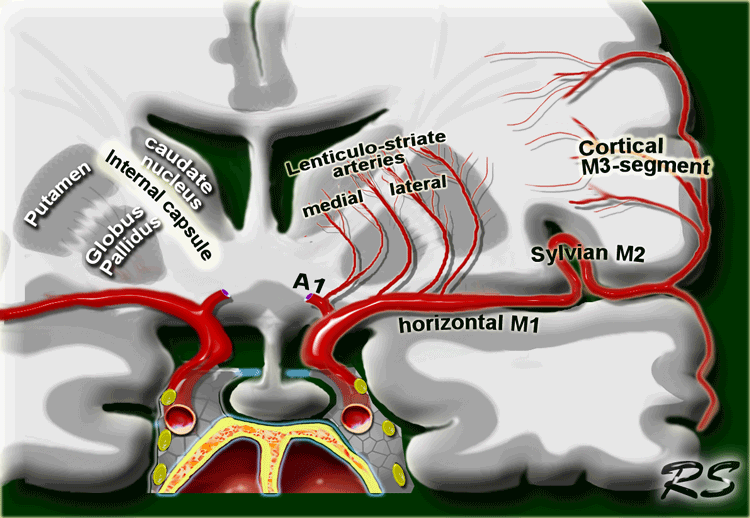 Putamen
Internal capsule
caudate
nucleus
Globus
Pallidus
Lenticulo-striate
arteries
medial
lateral
Cortical
M3-segment
Sylvian M2
A1
horizontal M1
RS